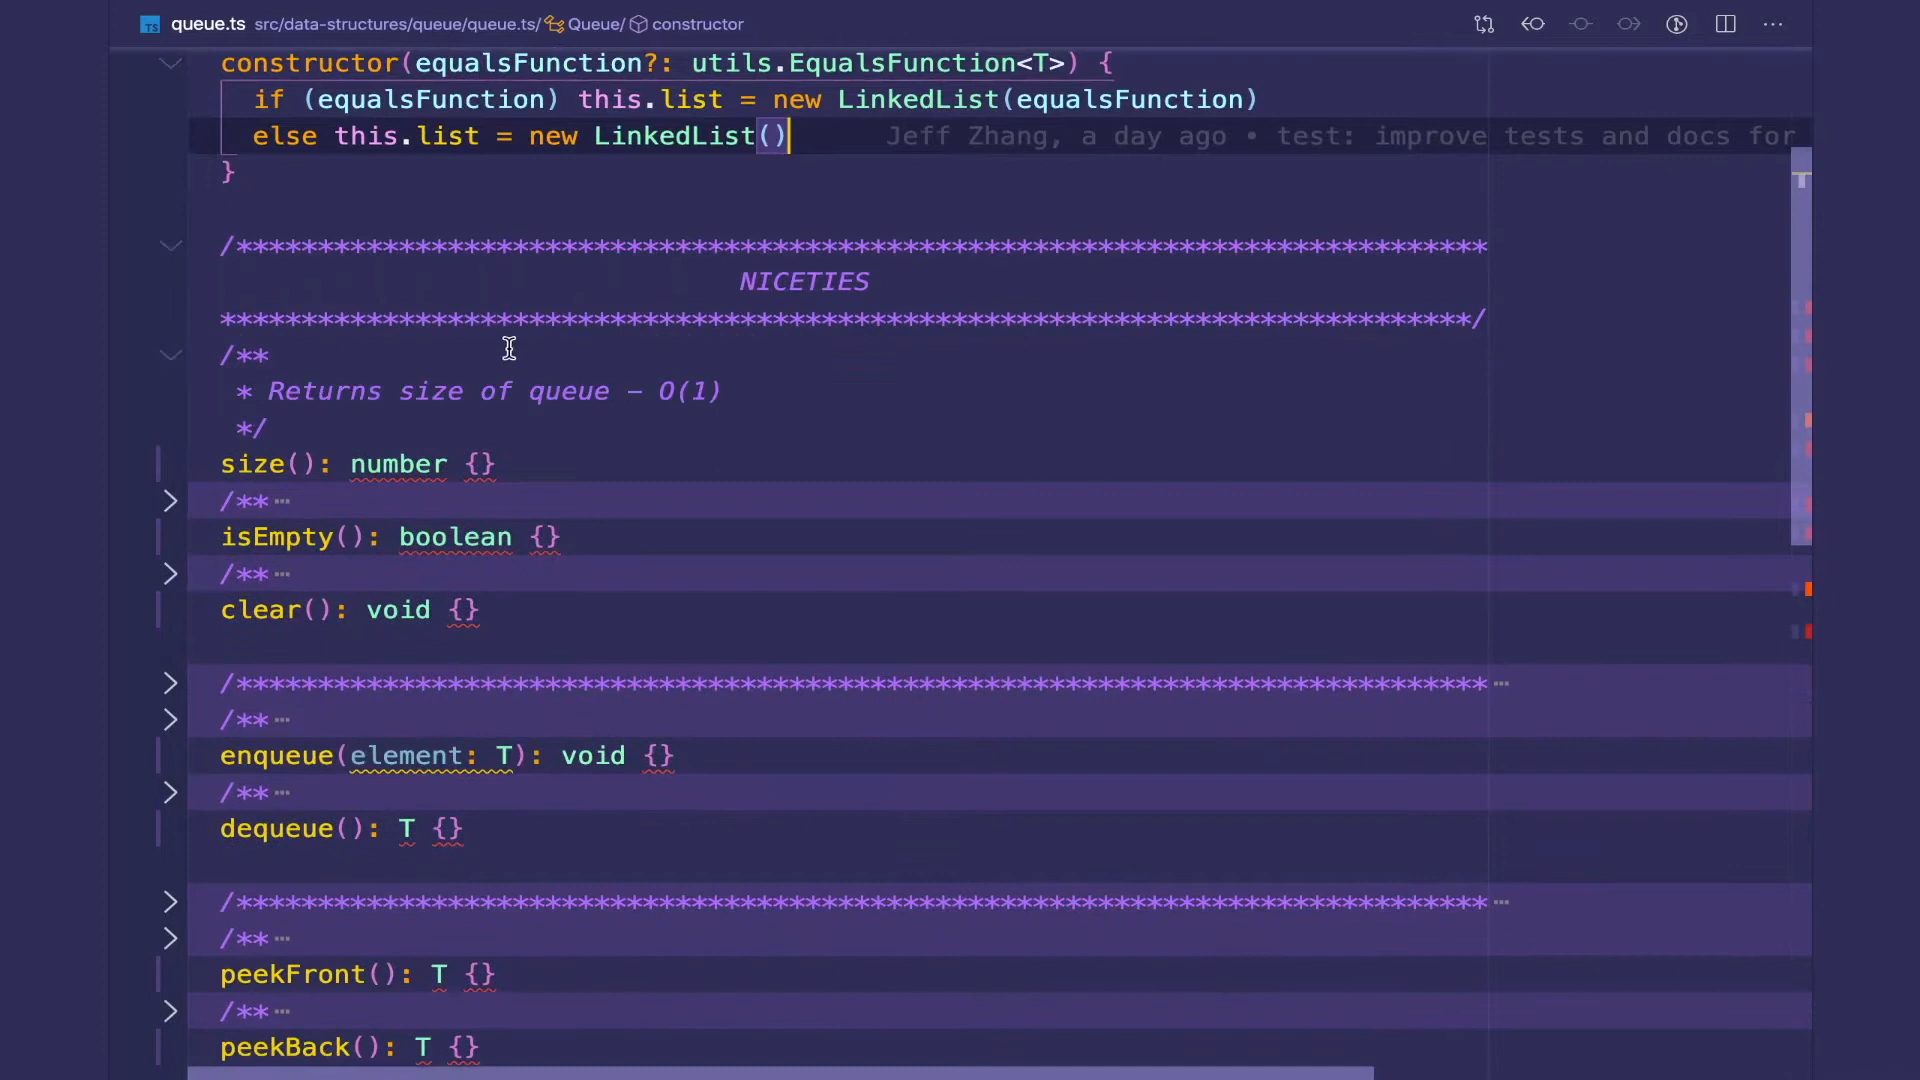 TS queue.ts src/data-structures/queue/queue.ts/ Queue/ constructor
constructor(equalsFunction?: utils.EqualsFunction<T>) {
if (equalsFunction) this.list = new LinkedList(equalsFunction)
else this.list = new LinkedList() Jeff Zhang, a day ago • test: improve tests and docs for
}
/*****************************************************************************
NICETIES
*****************************************************************************/
/**
* Returns size of queue – O(1)
*/
size(): number {}
/** ⋯
isEmpty(): boolean {}
/** ⋯
clear(): void {}
/***************************************************************************** ⋯
/** ⋯
enqueue(element: T): void {}
/** ⋯
dequeue(): T {}
/***************************************************************************** ⋯
/** ⋯
peekFront(): T {}
/** ⋯
peekBack(): T {}